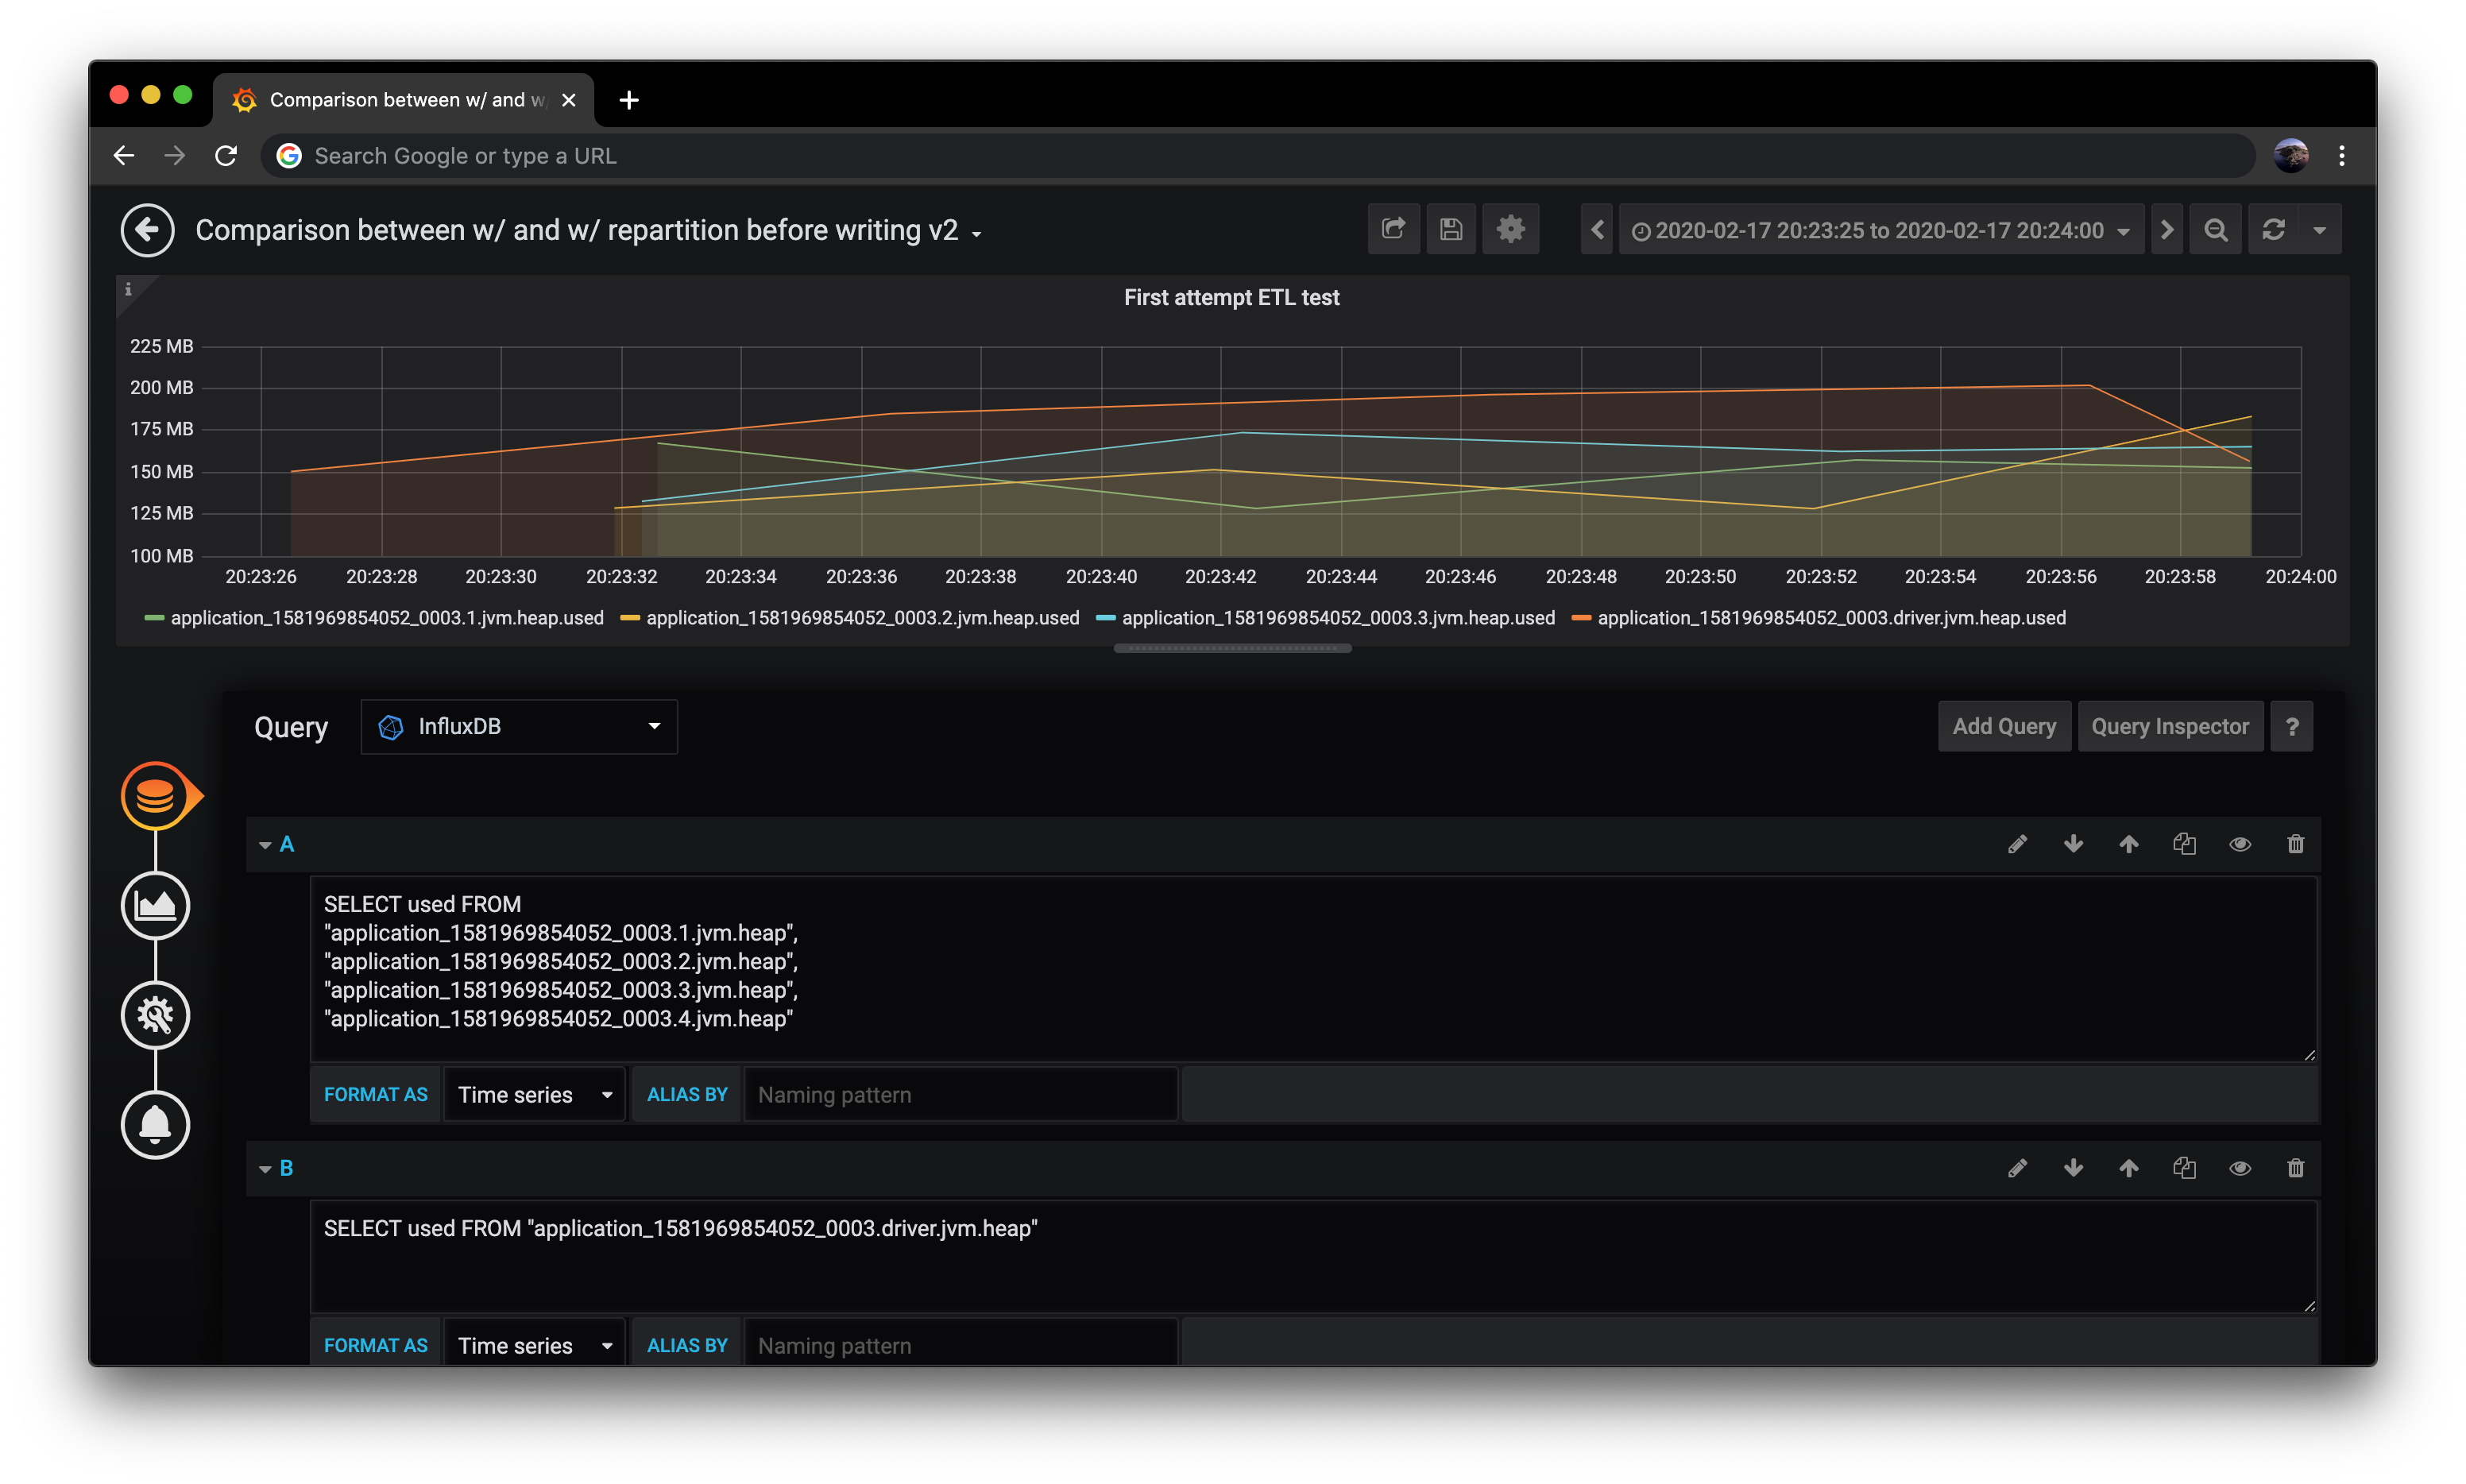 Comparison between w/ and w/
Search Google or type a URL
Comparison between w/ and w/ repartition before writing v2
2020-02-17 20:23:25 to 2020-02-17 20:24:00
i
First attempt ETL test
225 MB
200 MB
175 MB
150 MB
125 MB
100 MB
20:23:26 20:23:28 20:23:30 20:23:32 20:23:34 20:23:36 20:23:38 20:23:40 20:23:42 20:23:44 20:23:46 20:23:48 20:23:50 20:23:52 20:23:54 20:23:56 20:23:58 20:24:00
application_1581969854052_0003.1.jvm.heap.used application_1581969854052_0003.2.jvm.heap.used application_1581969854052_0003.3.jvm.heap.used application_1581969854052_0003.driver.jvm.heap.used
Query InfluxDB Add Query Query Inspector ?
A
SELECT used FROM
"application_1581969854052_0003.1.jvm.heap",
"application_1581969854052_0003.2.jvm.heap",
"application_1581969854052_0003.3.jvm.heap",
"application_1581969854052_0003.4.jvm.heap"
FORMAT AS Time series ALIAS BY Naming pattern
B
SELECT used FROM "application_1581969854052_0003.driver.jvm.heap"
FORMAT AS Time series ALIAS BY Naming pattern